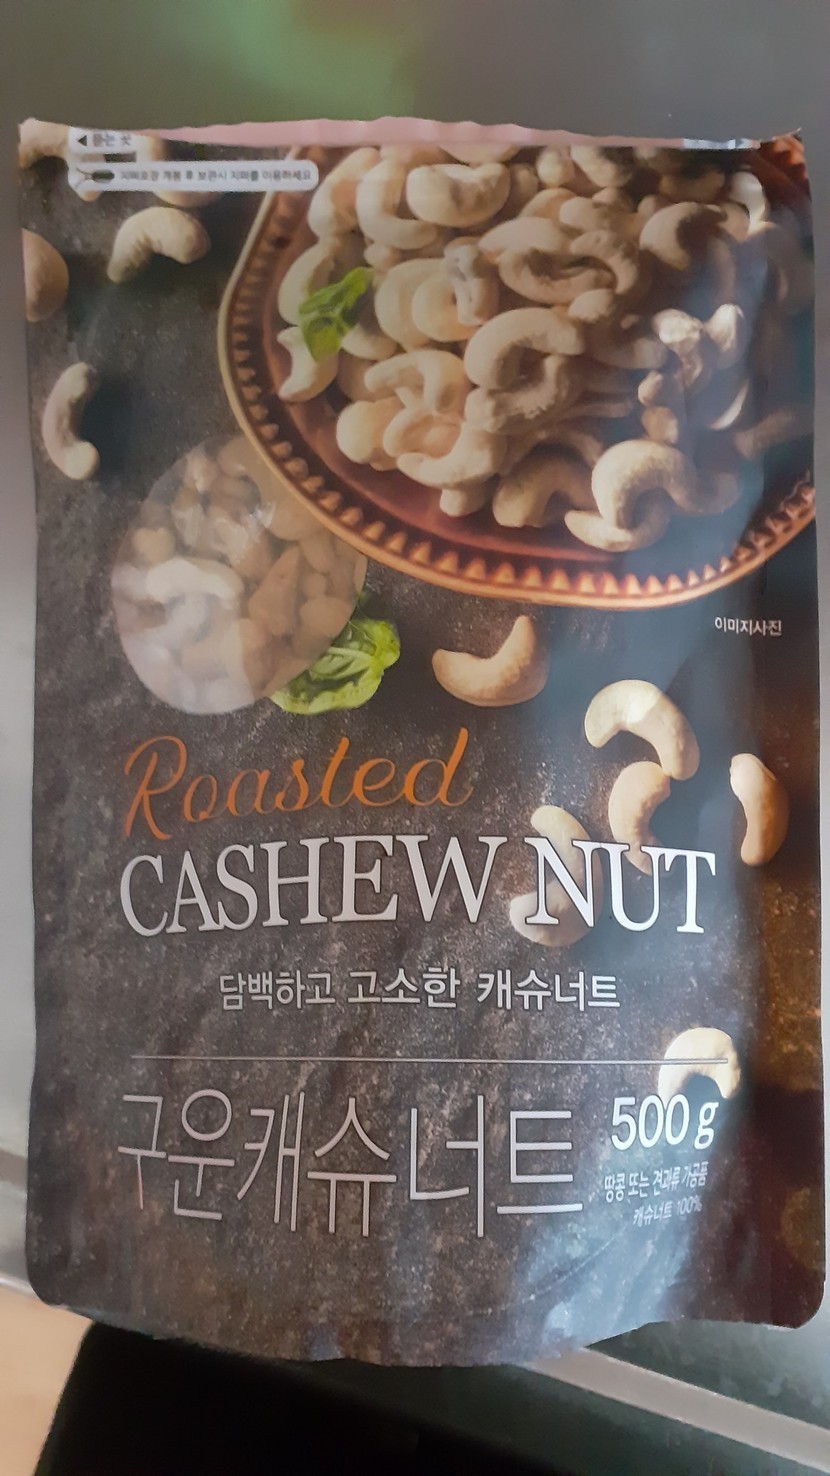 ◀ 뜯는 곳
지퍼포장 개봉 후 보관시 지퍼를 이용하세요
이미지사진
Roasted
CASHEW NUT
담백하고 고소한 캐슈너트
구운캐슈너트
500 g
땅콩 또는 견과류 가공품
캐슈너트 100%